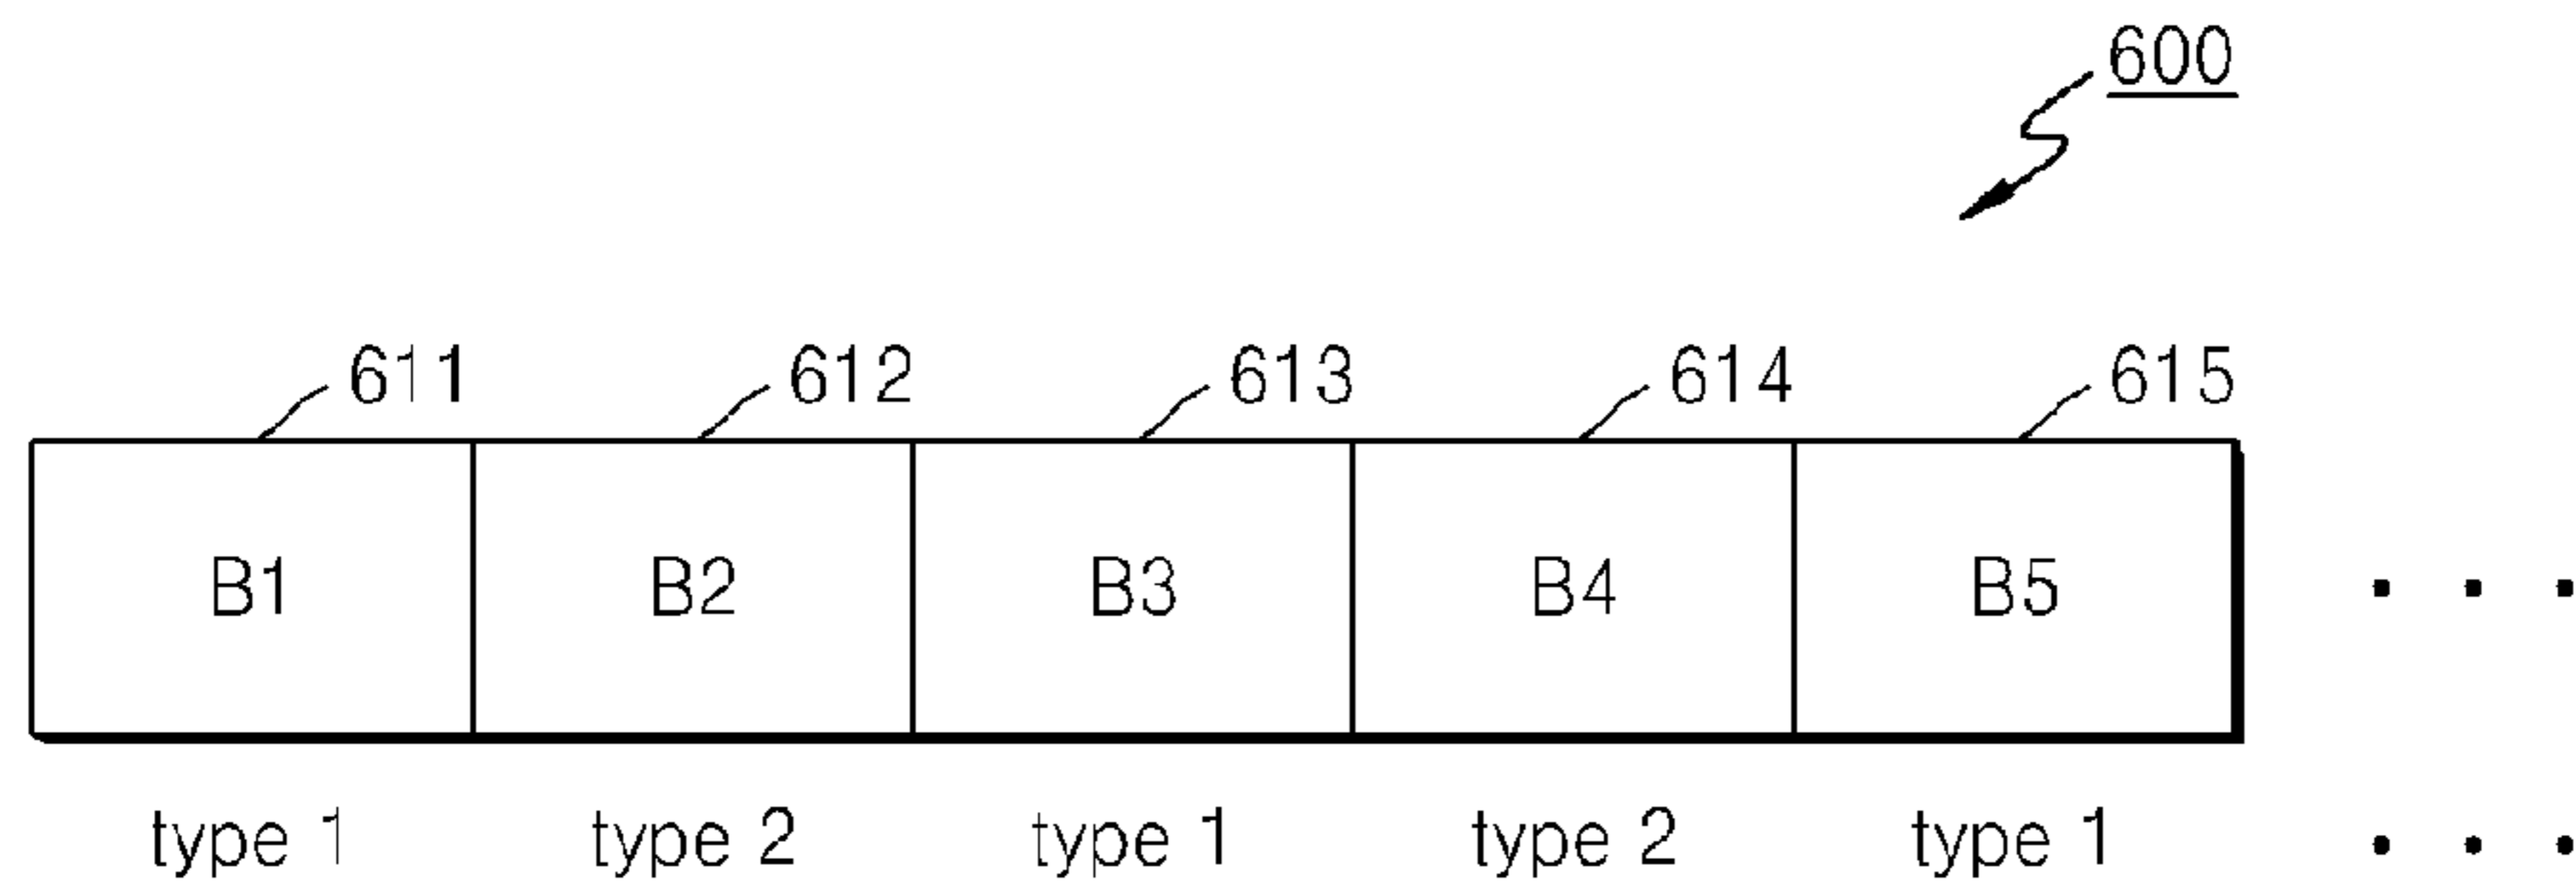 600
611 612 613 614 615
B1 B2 B3 B4 B5 . . .
type 1 type 2 type 1 type 2 type 1 . . .